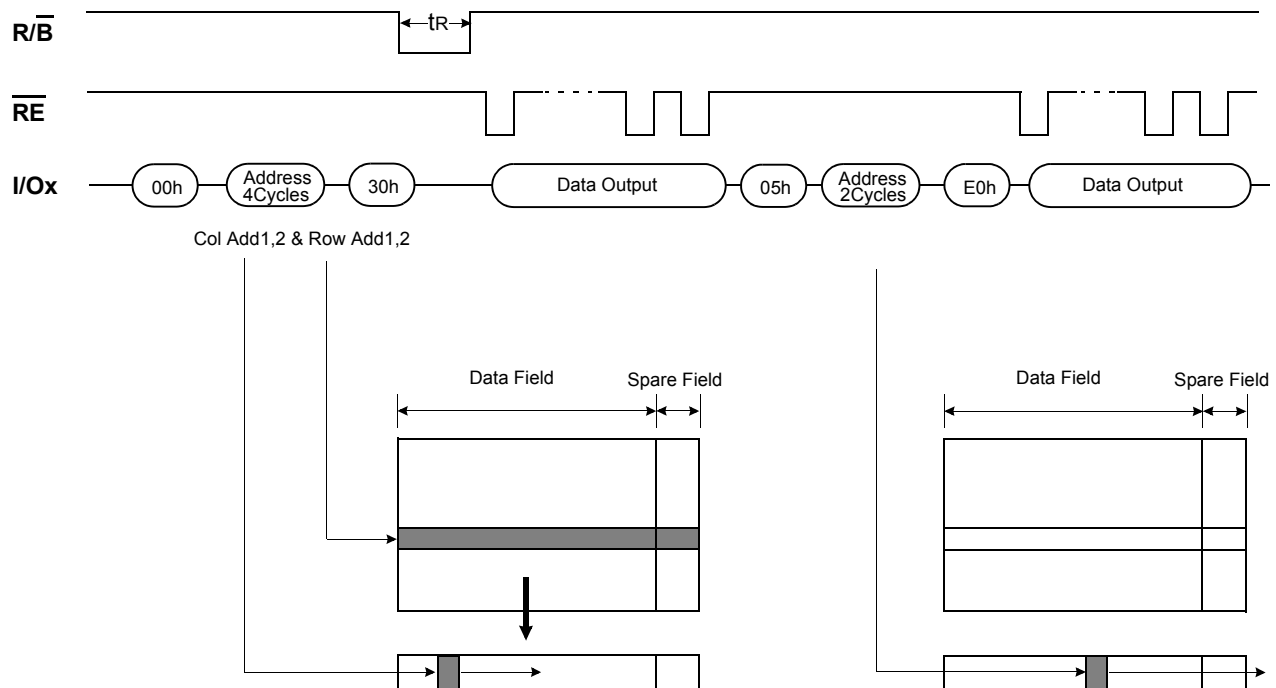 R/B̅
tR
R̅E̅
I/Ox
00h
Address
4Cycles
30h
Data Output
05h
Address
2Cycles
E0h
Data Output
Col Add1,2 & Row Add1,2
Data Field
Spare Field
Data Field
Spare Field